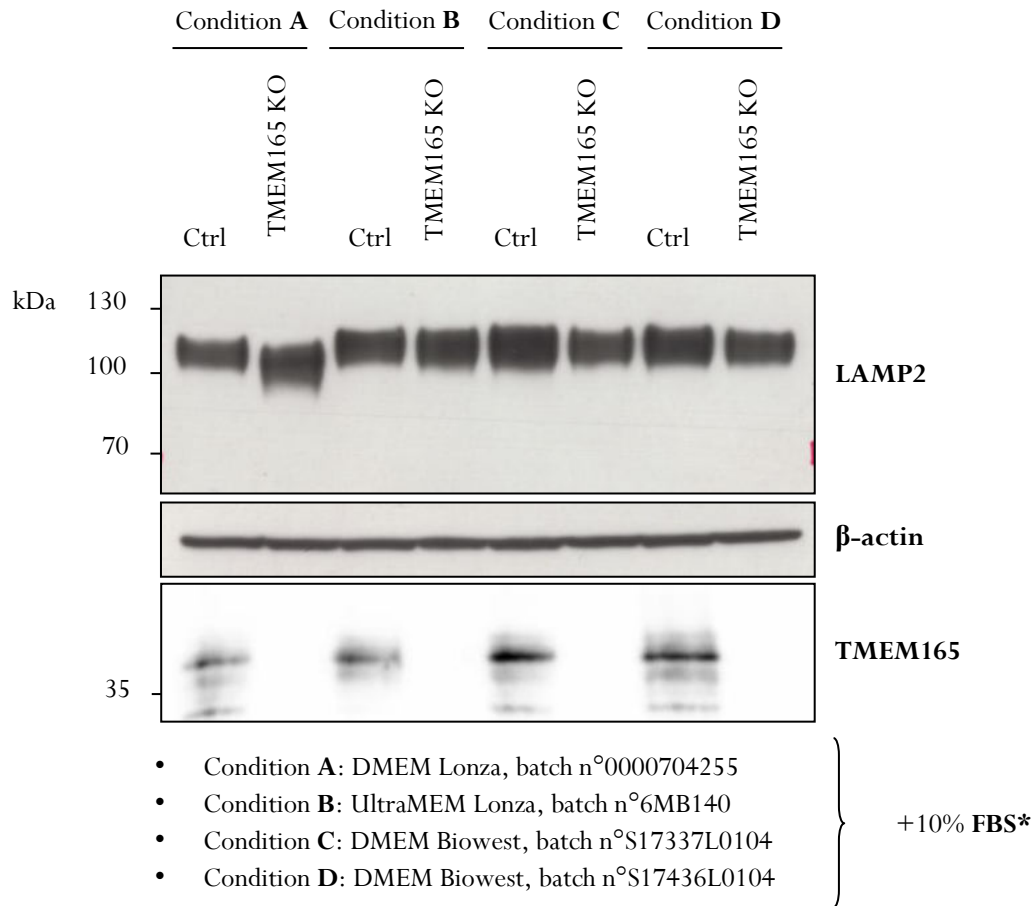 Condition A Condition B Condition C Condition D
TMEM165 KO TMEM165 KO TMEM165 KO TMEM165 KO
Ctrl Ctrl Ctrl Ctrl
kDa 130
100
LAMP2
70
β-actin
TMEM165
35
• Condition A: DMEM Lonza, batch n°0000704255
• Condition B: UltraMEM Lonza, batch n°6MB140
• Condition C: DMEM Biowest, batch n°S17337L0104
• Condition D: DMEM Biowest, batch n°S17436L0104
+10% FBS*